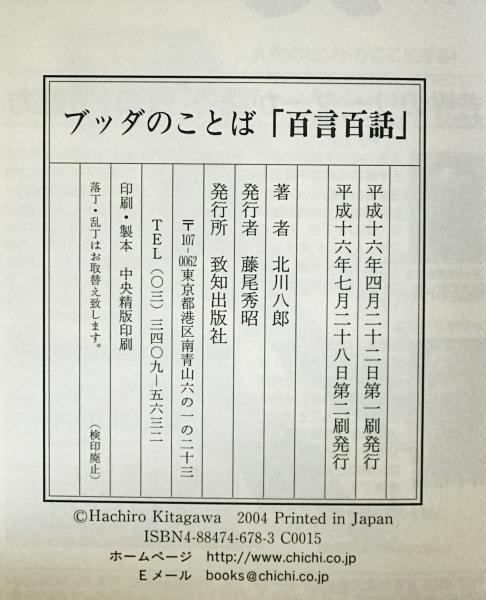 ブッダのことば「百言百話」
平成十六年四月二十二日第一刷発行
平成十六年七月二十八日第二刷発行
著　者　北川八郎
発行者　藤尾秀昭
発行所　致知出版社
〒107-0062東京都港区南青山六の一の二十三
TEL（〇三）三四〇九―五六三二
印刷・製本　中央精版印刷
落丁・乱丁はお取替え致します。　（検印廃止）
©Hachiro Kitagawa　2004 Printed in Japan
ISBN4-88474-678-3 C0015
ホームページ　http://www.chichi.co.jp
Eメール　books@chichi.co.jp